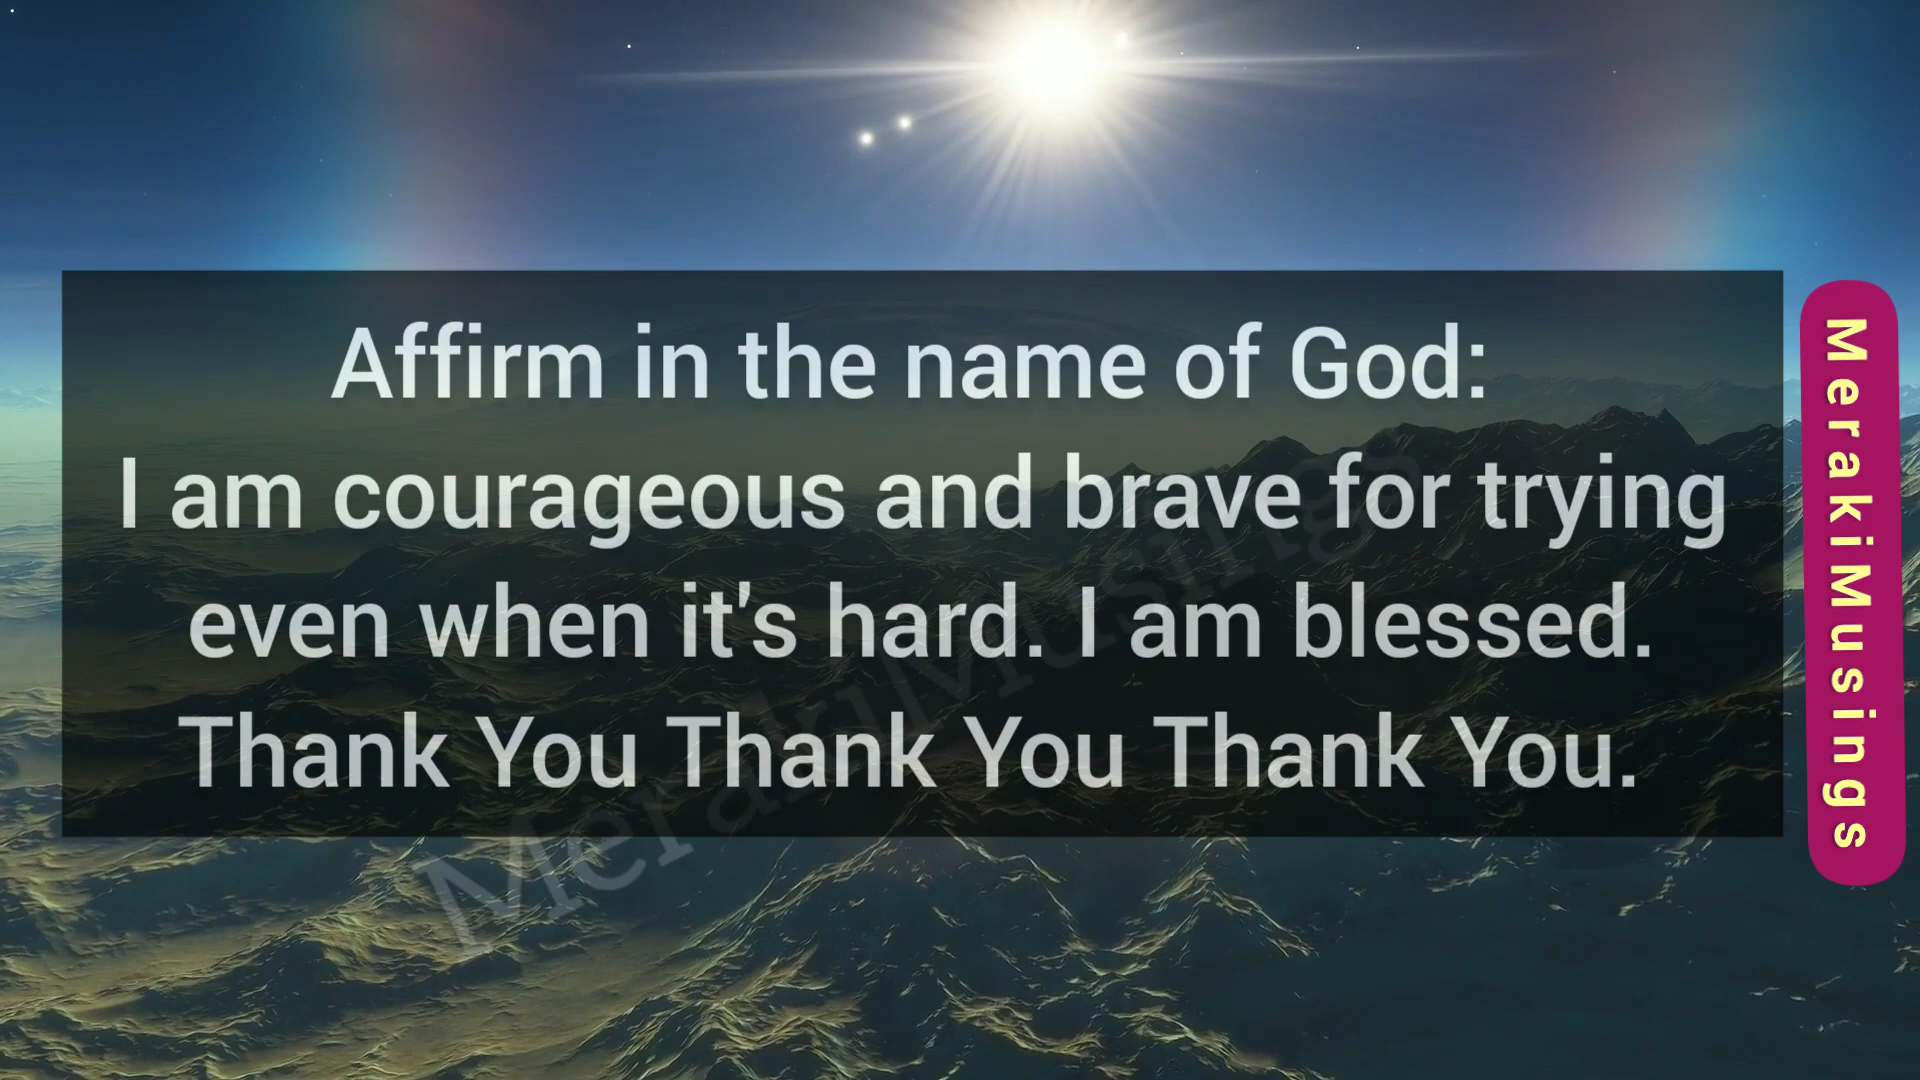 Affirm in the name of God:
I am courageous and brave for trying
even when it's hard. I am blessed.
Thank You Thank You Thank You.
MerakiMusings
MerakiMusings